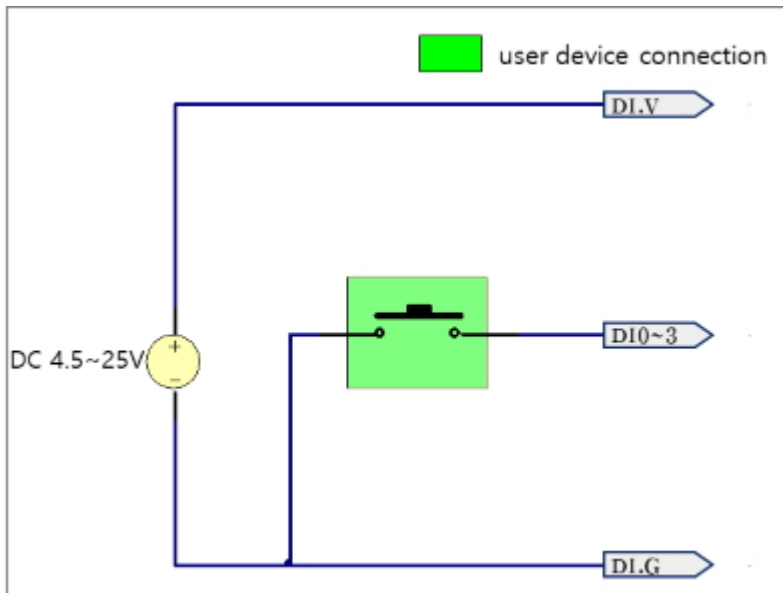 user device connection
DI.V
DI0~3
DC 4.5~25V
+
−
DI.G